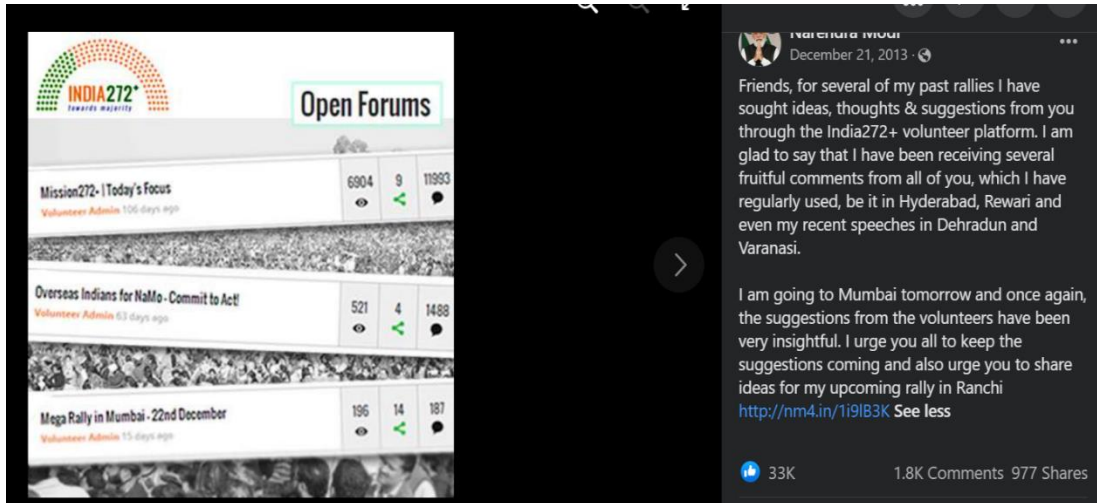 INDIA272+
towards majority
Open Forums
Mission272+ | Today's Focus
Volunteer Admin 106 days ago
6904 9 11993
Overseas Indians for NaMo - Commit to Act!
Volunteer Admin 63 days ago
521 4 1488
Mega Rally in Mumbai - 22nd December
Volunteer Admin 15 days ago
196 14 187
Narendra Modi
December 21, 2013 ·
Friends, for several of my past rallies I have
sought ideas, thoughts & suggestions from you
through the India272+ volunteer platform. I am
glad to say that I have been receiving several
fruitful comments from all of you, which I have
regularly used, be it in Hyderabad, Rewari and
even my recent speeches in Dehradun and
Varanasi.
I am going to Mumbai tomorrow and once again,
the suggestions from the volunteers have been
very insightful. I urge you all to keep the
suggestions coming and also urge you to share
ideas for my upcoming rally in Ranchi
http://nm4.in/1i9lB3K See less
33K 1.8K Comments 977 Shares